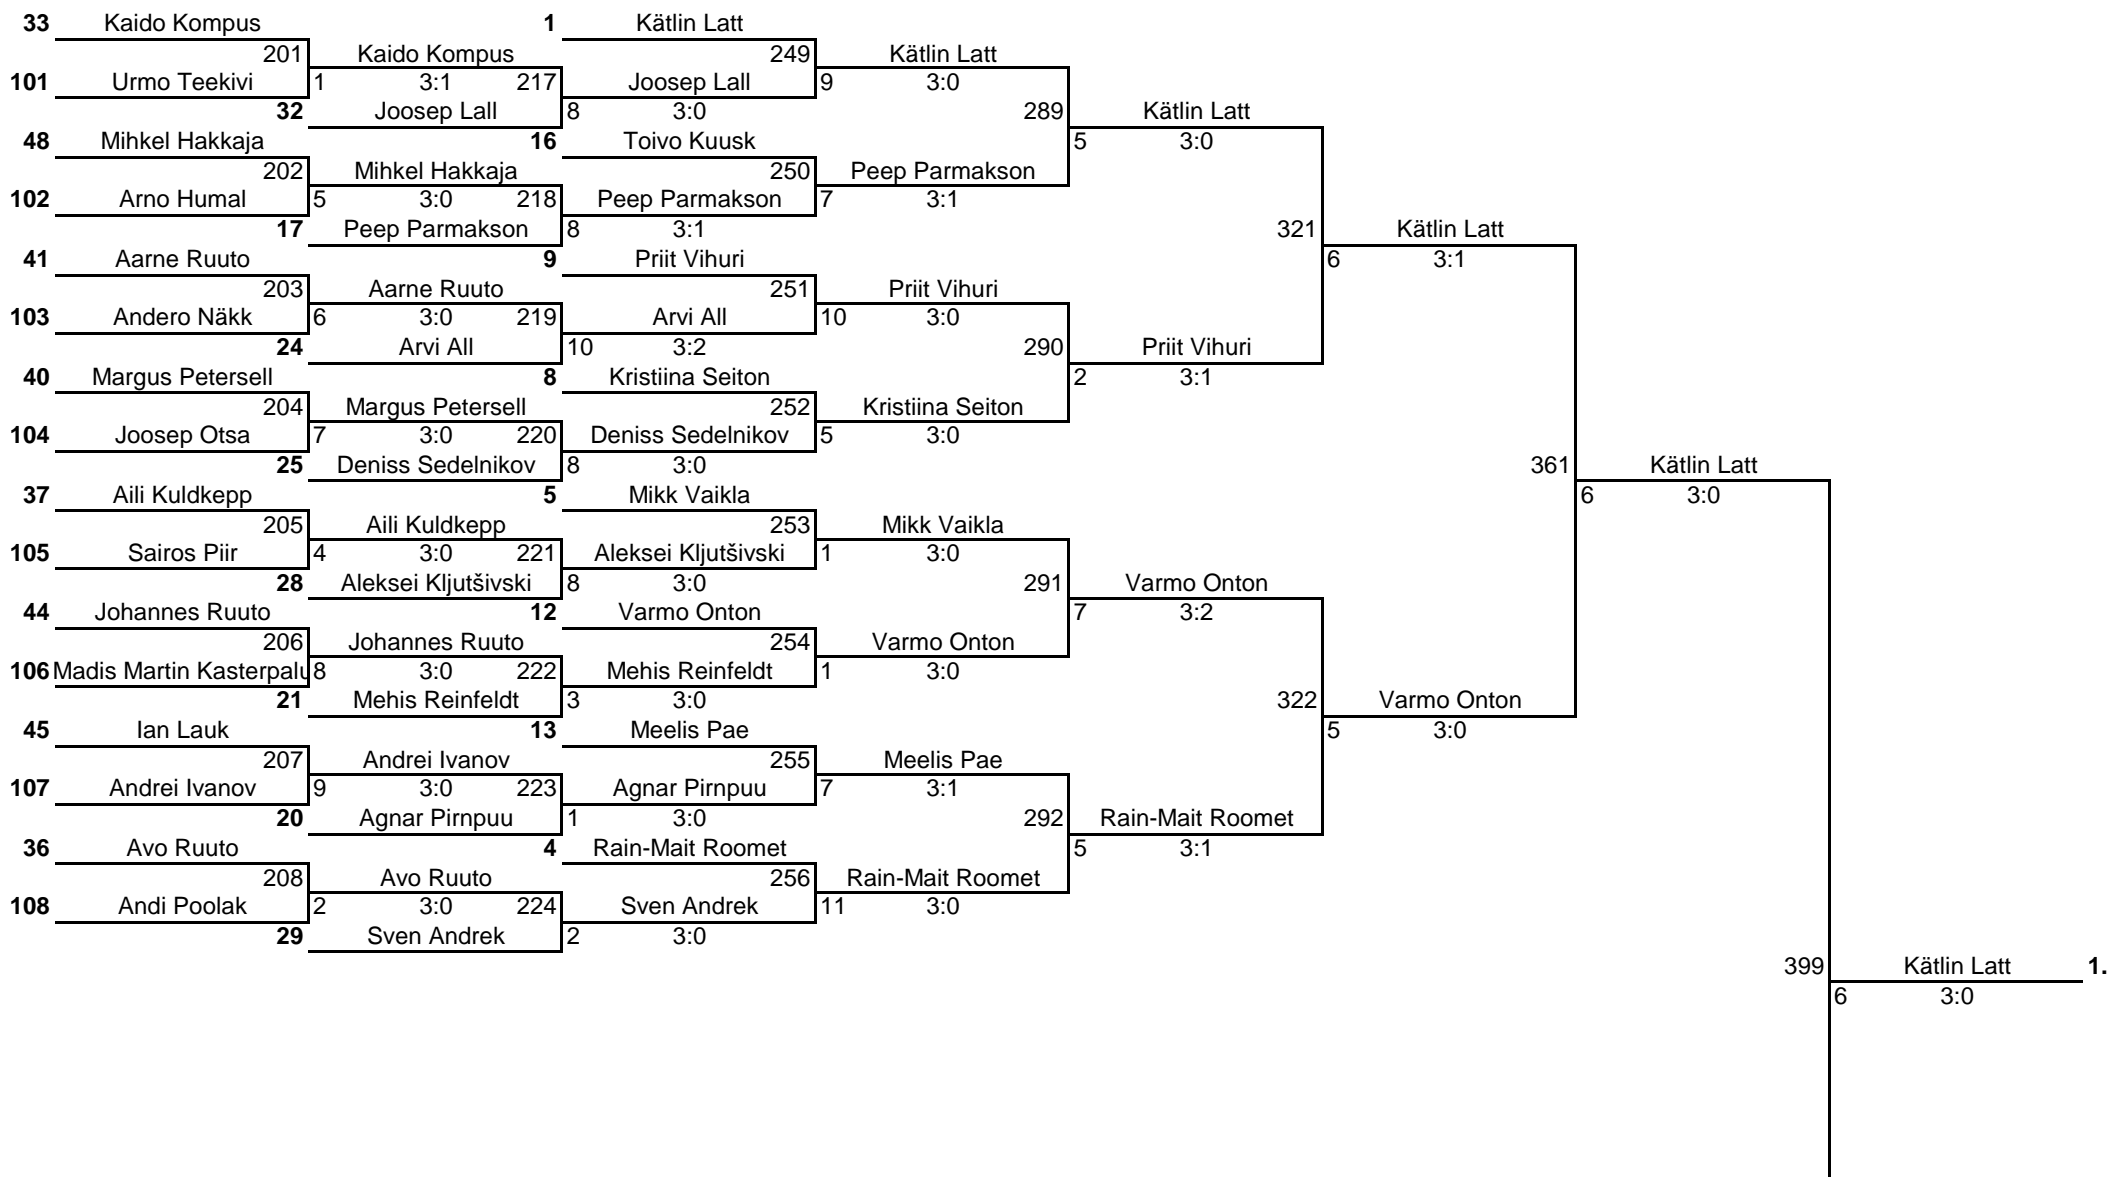 33 Kaido Kompus 1 Kätlin Latt
201 Kaido Kompus 249 Kätlin Latt
101 Urmo Teekivi 1 3:1 217 Joosep Lall 9 3:0
32 Joosep Lall 8 3:0 289 Kätlin Latt
48 Mihkel Hakkaja 16 Toivo Kuusk 5 3:0
202 Mihkel Hakkaja 250 Peep Parmakson
102 Arno Humal 5 3:0 218 Peep Parmakson 7 3:1
17 Peep Parmakson 8 3:1 321 Kätlin Latt
41 Aarne Ruuto 9 Priit Vihuri 6 3:1
203 Aarne Ruuto 251 Priit Vihuri
103 Andero Näkk 6 3:0 219 Arvi All 10 3:0
24 Arvi All 10 3:2 290 Priit Vihuri
40 Margus Petersell 8 Kristiina Seiton 2 3:1
204 Margus Petersell 252 Kristiina Seiton
104 Joosep Otsa 7 3:0 220 Deniss Sedelnikov 5 3:0
25 Deniss Sedelnikov 8 3:0 361 Kätlin Latt
37 Aili Kuldkepp 5 Mikk Vaikla 6 3:0
205 Aili Kuldkepp 253 Mikk Vaikla
105 Sairos Piir 4 3:0 221 Aleksei Kljutšivski 1 3:0
28 Aleksei Kljutšivski 8 3:0 291 Varmo Onton
44 Johannes Ruuto 12 Varmo Onton 7 3:2
206 Johannes Ruuto 254 Varmo Onton
106 Madis Martin Kasterpalu 8 3:0 222 Mehis Reinfeldt 1 3:0
21 Mehis Reinfeldt 3 3:0 322 Varmo Onton
45 Ian Lauk 13 Meelis Pae 5 3:0
207 Andrei Ivanov 255 Meelis Pae
107 Andrei Ivanov 9 3:0 223 Agnar Pirnpuu 7 3:1
20 Agnar Pirnpuu 1 3:0 292 Rain-Mait Roomet
36 Avo Ruuto 4 Rain-Mait Roomet 5 3:1
208 Avo Ruuto 256 Rain-Mait Roomet
108 Andi Poolak 2 3:0 224 Sven Andrek 11 3:0
29 Sven Andrek 2 3:0
399 Kätlin Latt 1.
6 3:0